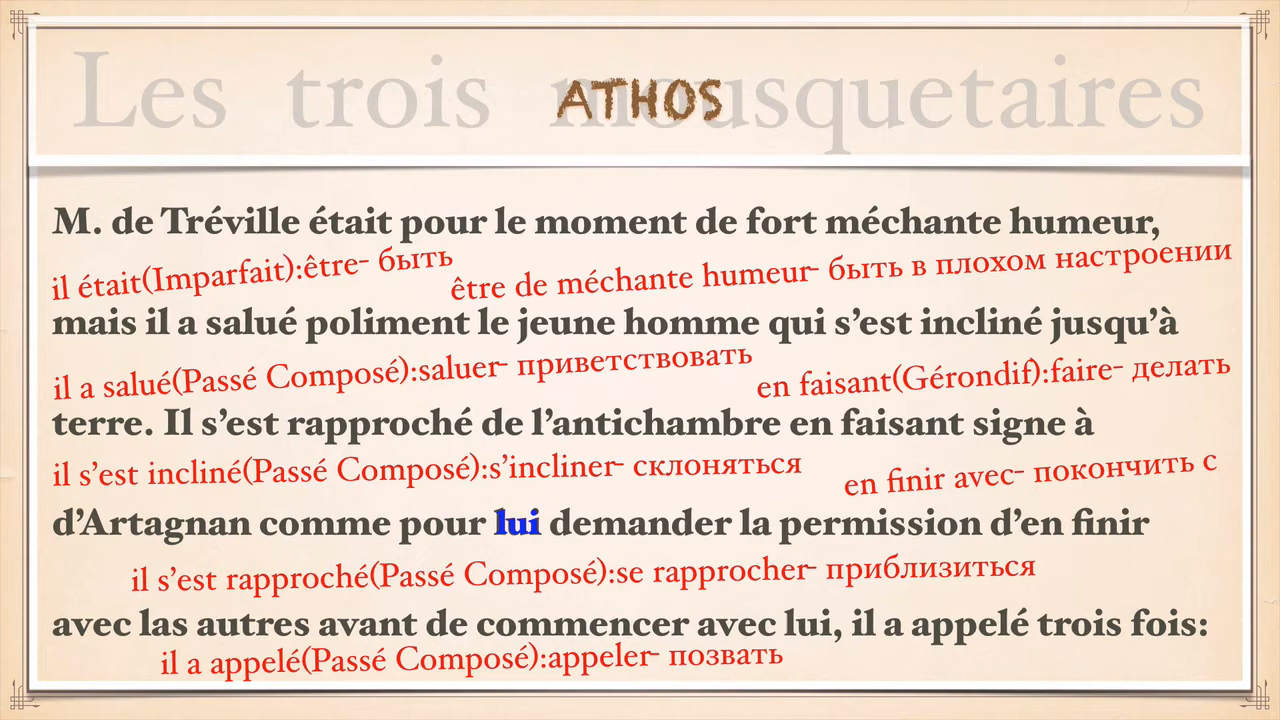 Les trois mousquetaires
ATHOS
M. de Tréville était pour le moment de fort méchante humeur,
il était(Imparfait):être- быть
être de méchante humeur- быть в плохом настроении
mais il a salué poliment le jeune homme qui s’est incliné jusqu’à
il a salué(Passé Composé):saluer- приветствовать
en faisant(Gérondif):faire- делать
terre. Il s’est rapproché de l’antichambre en faisant signe à
il s’est incliné(Passé Composé):s’incliner- склоняться
en finir avec- покончить с
d’Artagnan comme pour lui demander la permission d’en finir
il s’est rapproché(Passé Composé):se rapprocher- приблизиться
avec las autres avant de commencer avec lui, il a appelé trois fois:
il a appelé(Passé Composé):appeler- позвать